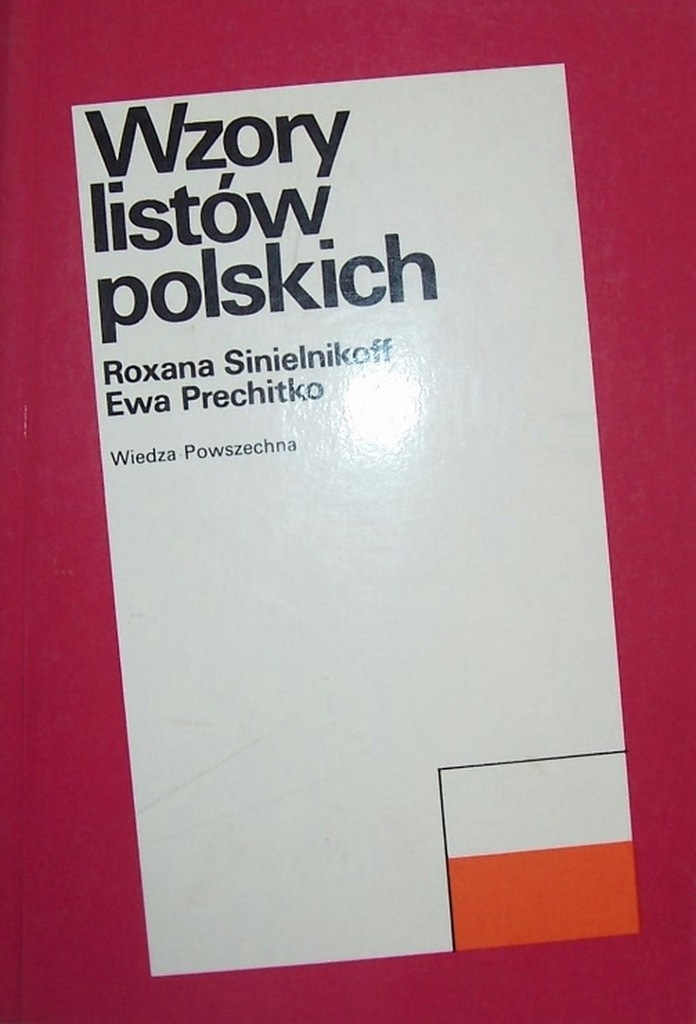 Wzory
listów
polskich
Roxana Sinielnikoff
Ewa Prechitko
Wiedza Powszechna